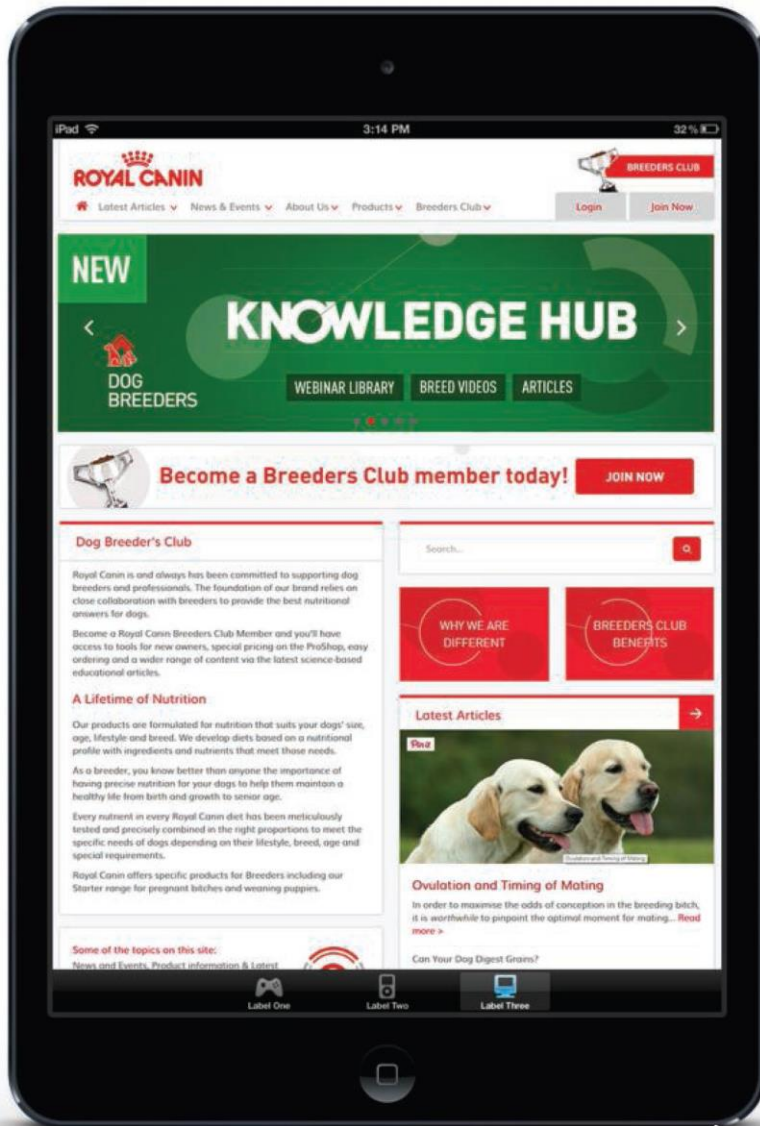 iPad
3:14 PM
32%
ROYAL CANIN
BREEDERS CLUB
Latest Articles
News & Events
About Us
Products
Breeders Club
Login
Join Now
NEW
KNOWLEDGE HUB
DOG
BREEDERS
WEBINAR LIBRARY
BREED VIDEOS
ARTICLES
Become a Breeders Club member today!
JOIN NOW
Dog Breeder's Club
Royal Canin is and always has been committed to supporting dog
breeders and professionals. The foundation of our brand relies on
close collaboration with breeders to provide the best nutritional
answers for dogs.
Become a Royal Canin Breeders Club Member and you'll have
access to tools for new owners, special pricing on the ProShop, easy
ordering and a wider range of content via the latest science-based
educational articles.
A Lifetime of Nutrition
Our products are formulated for nutrition that suits your dogs' size,
age, lifestyle and breed. We develop diets based on a nutritional
profile with ingredients and nutrients that meet those needs.
As a breeder, you know better than anyone the importance of
having precise nutrition for your dogs to help them maintain a
healthy life from birth and growth to senior age.
Every nutrient in every Royal Canin diet has been meticulously
tested and precisely combined in the right proportions to meet the
specific needs of dogs depending on their lifestyle, breed, age and
special requirements.
Royal Canin offers specific products for Breeders including our
Starter range for pregnant bitches and weaning puppies.
Some of the topics on this site:
News and Events, Product information & Latest
Search...
WHY WE ARE
DIFFERENT
BREEDERS CLUB
BENEFITS
Latest Articles
Pin it
Ovulation and Timing of Mating
Ovulation and Timing of Mating
In order to maximise the odds of conception in the breeding bitch,
it is worthwhile to pinpoint the optimal moment for mating... Read
more >
Can Your Dog Digest Grains?
Label One
Label Two
Label Three